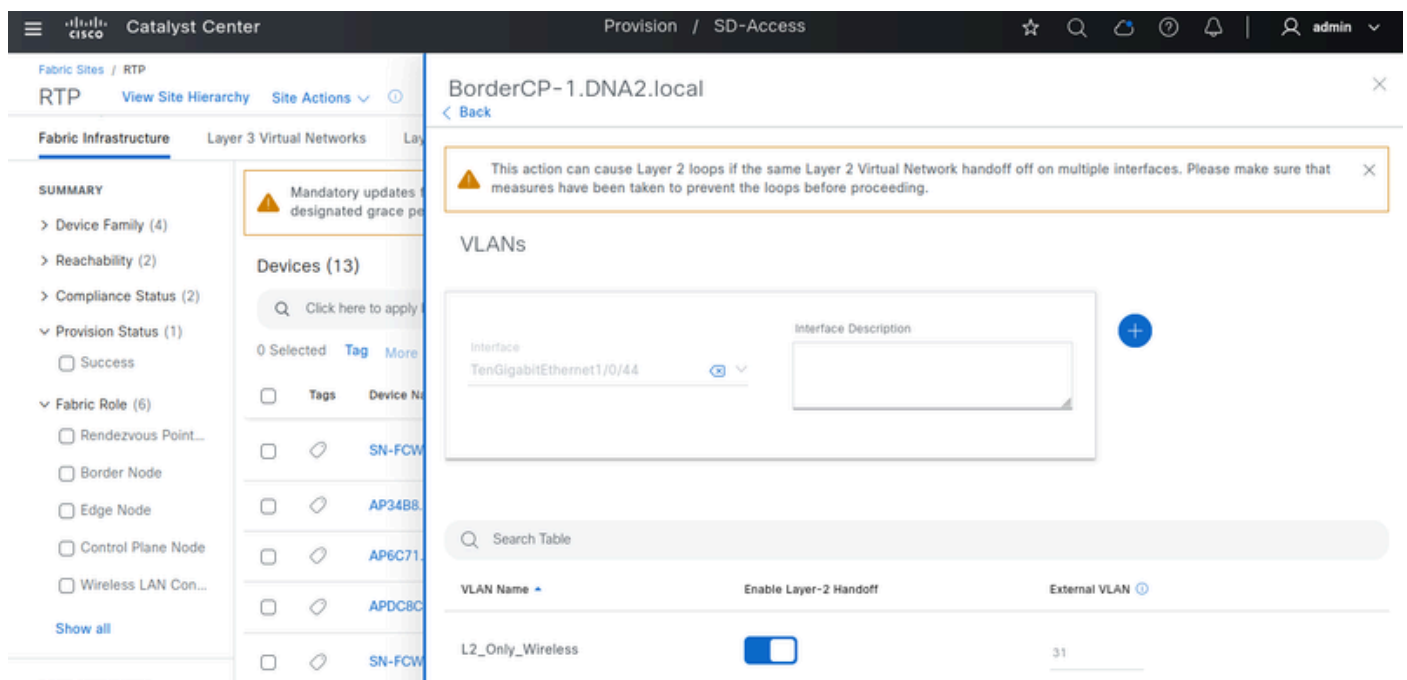 CISCO
Catalyst Center
Provision / SD-Access
admin
Fabric Sites / RTP
RTP
View Site Hierarchy
Site Actions
Fabric Infrastructure
Layer 3 Virtual Networks
Lay
SUMMARY
Device Family (4)
Reachability (2)
Compliance Status (2)
Provision Status (1)
Success
Fabric Role (6)
Rendezvous Point...
Border Node
Edge Node
Control Plane Node
Wireless LAN Con...
Show all
Mandatory updates
designated grace pe
Devices (13)
Click here to apply
0 Selected
Tag
More
Tags
Device Na
SN-FCW
AP34B8.
AP6C71.
APDC8C
SN-FCW
BorderCP-1.DNA2.local
Back
This action can cause Layer 2 loops if the same Layer 2 Virtual Network handoff off on multiple interfaces. Please make sure that
measures have been taken to prevent the loops before proceeding.
VLANs
Interface
TenGigabitEthernet1/0/44
Interface Description
Search Table
VLAN Name
Enable Layer-2 Handoff
External VLAN
L2_Only_Wireless
31